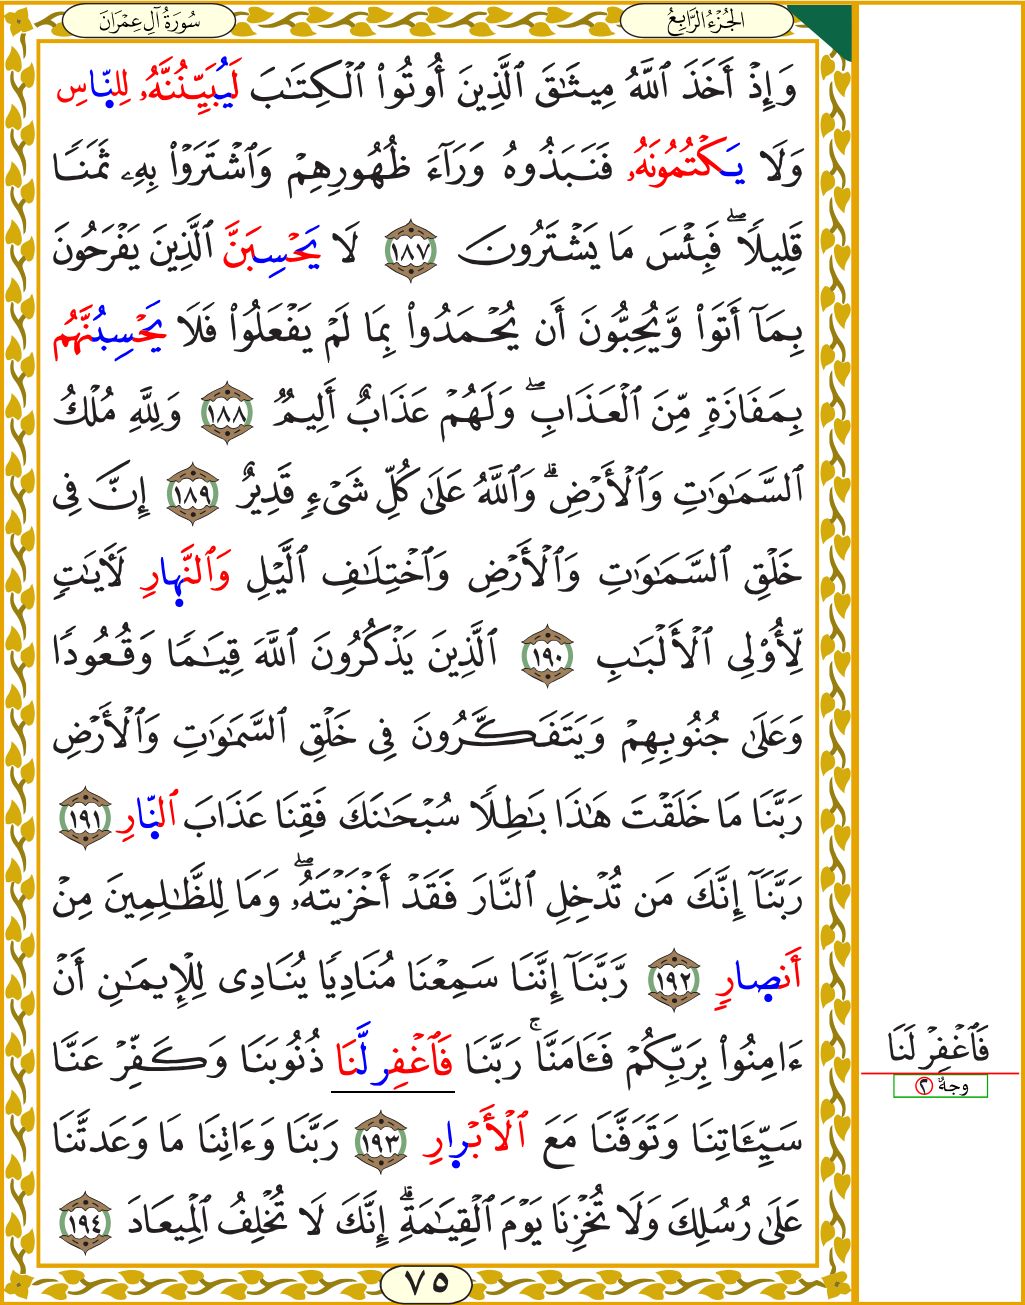 الجُزْءُ الرَّابِعُ
سُورَةُ آلِ عِمْرَانَ
وَإِذْ أَخَذَ ٱللَّهُ مِيثَٰقَ ٱلَّذِينَ أُوتُوا۟ ٱلْكِتَٰبَ لَيُبَيِّنُنَّهُۥ لِلنَّاسِ
وَلَا يَكْتُمُونَهُۥ فَنَبَذُوهُ وَرَآءَ ظُهُورِهِمْ وَٱشْتَرَوْا۟ بِهِۦ ثَمَنًا
قَلِيلًا ۖ فَبِئْسَ مَا يَشْتَرُونَ ١٨٧ لَا يَحْسِبَنَّ ٱلَّذِينَ يَفْرَحُونَ
بِمَآ أَتَوا۟ وَّيُحِبُّونَ أَن يُحْمَدُوا۟ بِمَا لَمْ يَفْعَلُوا۟ فَلَا يَحْسِبُنَّهُم
بِمَفَازَةٍ مِّنَ ٱلْعَذَابِ ۖ وَلَهُمْ عَذَابٌ أَلِيمٌ ١٨٨ وَلِلَّهِ مُلْكُ
ٱلسَّمَٰوَٰتِ وَٱلْأَرْضِ ۗ وَٱللَّهُ عَلَىٰ كُلِّ شَىْءٍ قَدِيرٌ ١٨٩ إِنَّ فِى
خَلْقِ ٱلسَّمَٰوَٰتِ وَٱلْأَرْضِ وَٱخْتِلَٰفِ ٱلَّيْلِ وَٱلنَّهارِ لَءَايَٰتٍ
لِّأُو۟لِى ٱلْأَلْبَٰبِ ١٩٠ ٱلَّذِينَ يَذْكُرُونَ ٱللَّهَ قِيَٰمًا وَقُعُودًا
وَعَلَىٰ جُنُوبِهِمْ وَيَتَفَكَّرُونَ فِى خَلْقِ ٱلسَّمَٰوَٰتِ وَٱلْأَرْضِ
رَبَّنَا مَا خَلَقْتَ هَٰذَا بَٰطِلًا سُبْحَٰنَكَ فَقِنَا عَذَابَ ٱلنَّارِ ١٩١
رَبَّنَآ إِنَّكَ مَن تُدْخِلِ ٱلنَّارَ فَقَدْ أَخْزَيْتَهُۥ ۖ وَمَا لِلظَّٰلِمِينَ مِنْ
أَنصِارٍ ١٩٢ رَّبَّنَآ إِنَّنَا سَمِعْنَا مُنَادِيًا يُنَادِى لِلْإِيمَٰنِ أَنْ
ءَامِنُوا۟ بِرَبِّكُمْ فَـَٔامَنَّا ۚ رَبَّنَا فَٱغْفِر لَّنَا ذُنُوبَنَا وَكَفِّرْ عَنَّا
سَيِّـَٔاتِنَا وَتَوَفَّنَا مَعَ ٱلْأَبْرِارِ ١٩٣ رَبَّنَا وَءَاتِنَا مَا وَعَدتَّنَا
عَلَىٰ رُسُلِكَ وَلَا تُخْزِنَا يَوْمَ ٱلْقِيَٰمَةِ ۗ إِنَّكَ لَا تُخْلِفُ ٱلْمِيعَادَ ١٩٤
٧٥
فَٱغْفِرْ لَنَا
وجهٌ ٢